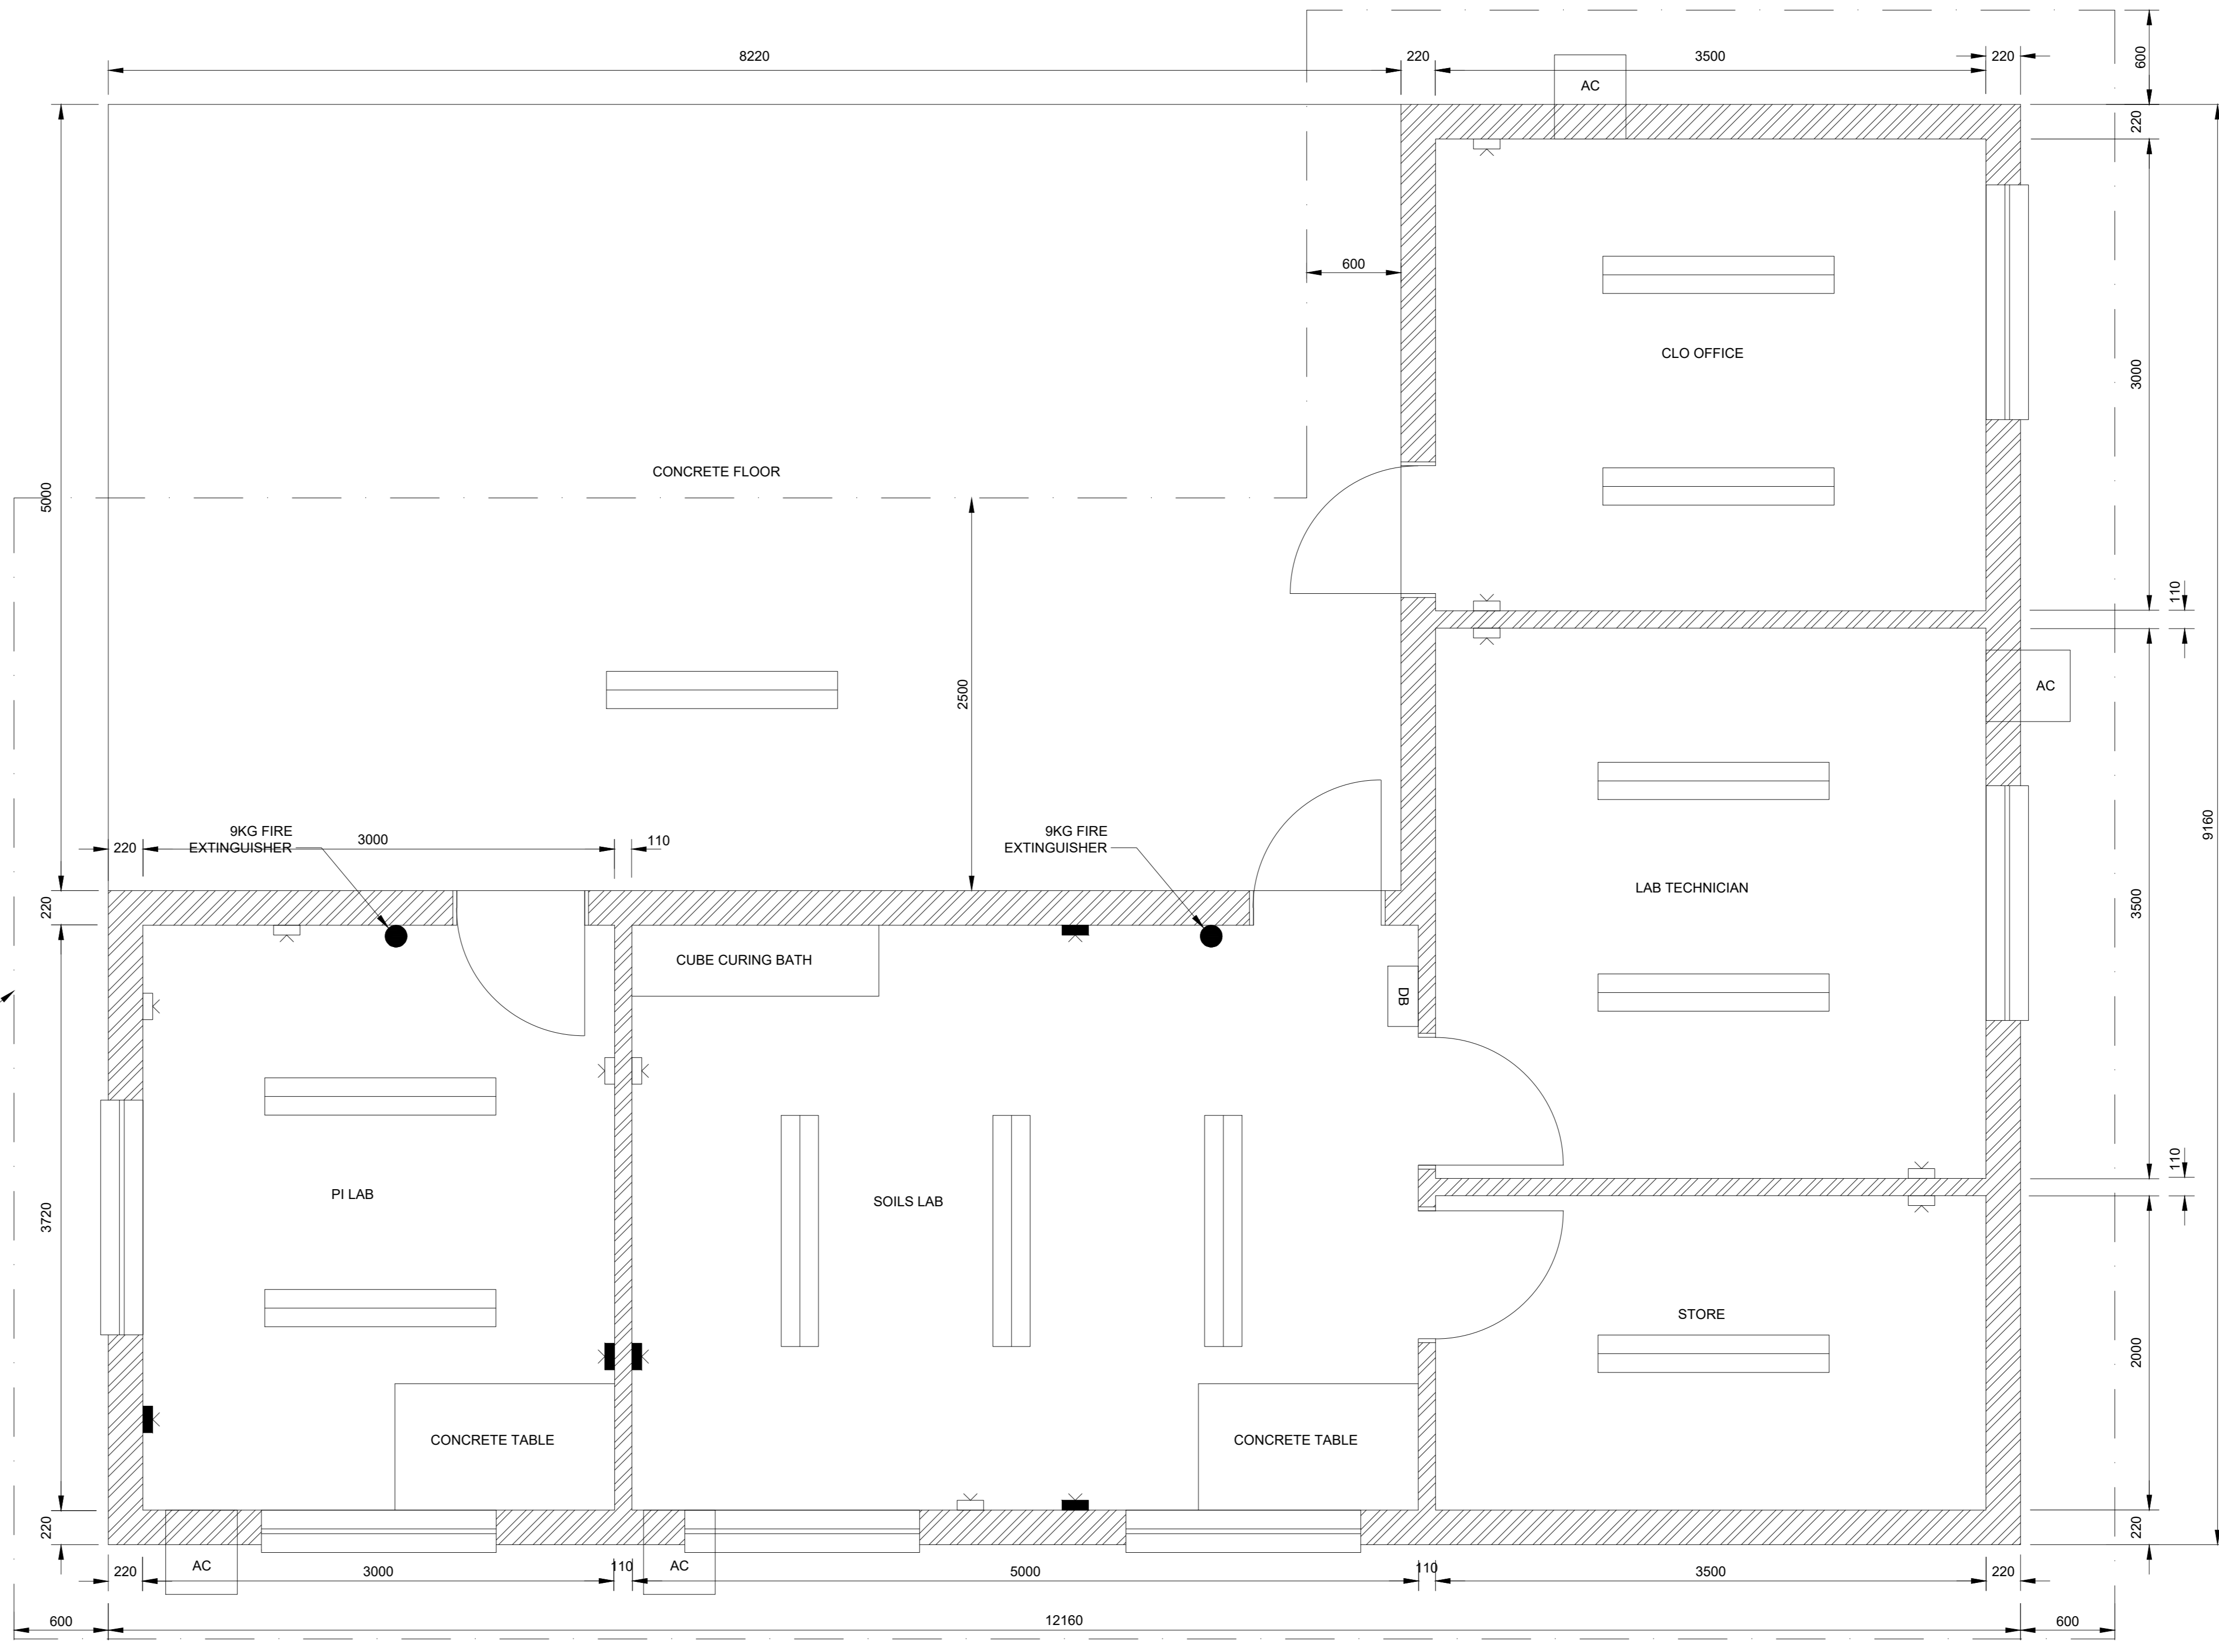 8220
220
3500
220
600
AC
220
600
CLO OFFICE
3000
5000
CONCRETE FLOOR
110
2500
AC
9160
9KG FIRE
EXTINGUISHER
9KG FIRE
EXTINGUISHER
220
3000
110
LAB TECHNICIAN
3500
220
CUBE CURING BATH
DB
110
PI LAB
SOILS LAB
3720
STORE
2000
CONCRETE TABLE
CONCRETE TABLE
220
220
AC
AC
220
3000
110
5000
110
3500
220
600
12160
600